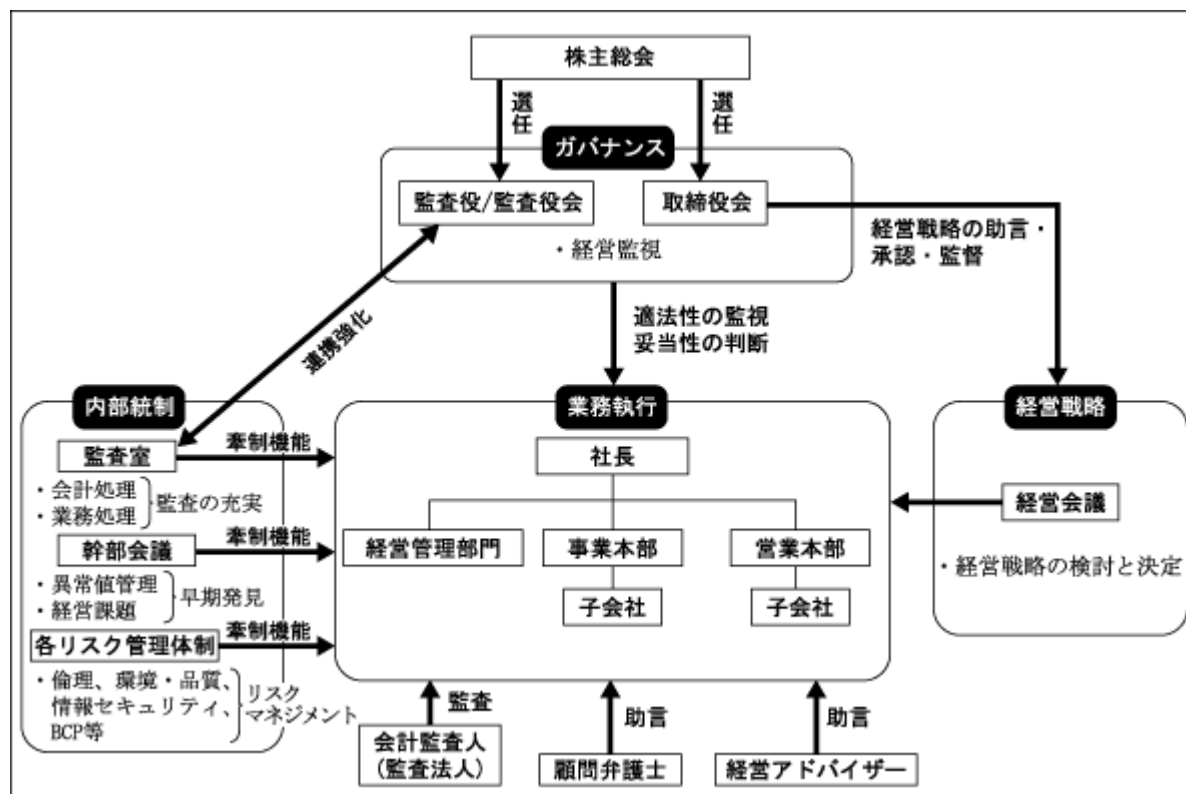 株主総会
選任
選任
ガバナンス
監査役/監査役会
取締役会
・経営監視
経営戦略の助言・
承認・監督
連携強化
適法性の監視
妥当性の判断
内部統制
監査室
・会計処理
・業務処理
監査の充実
幹部会議
・異常値管理
・経営課題
早期発見
各リスク管理体制
・倫理、環境・品質、
情報セキュリティ、
BCP等
リスク
マネジメント
牽制機能
牽制機能
牽制機能
業務執行
社長
経営管理部門
事業本部
営業本部
子会社
子会社
経営戦略
経営会議
・経営戦略の検討と決定
監査
助言
助言
会計監査人
(監査法人)
顧問弁護士
経営アドバイザー